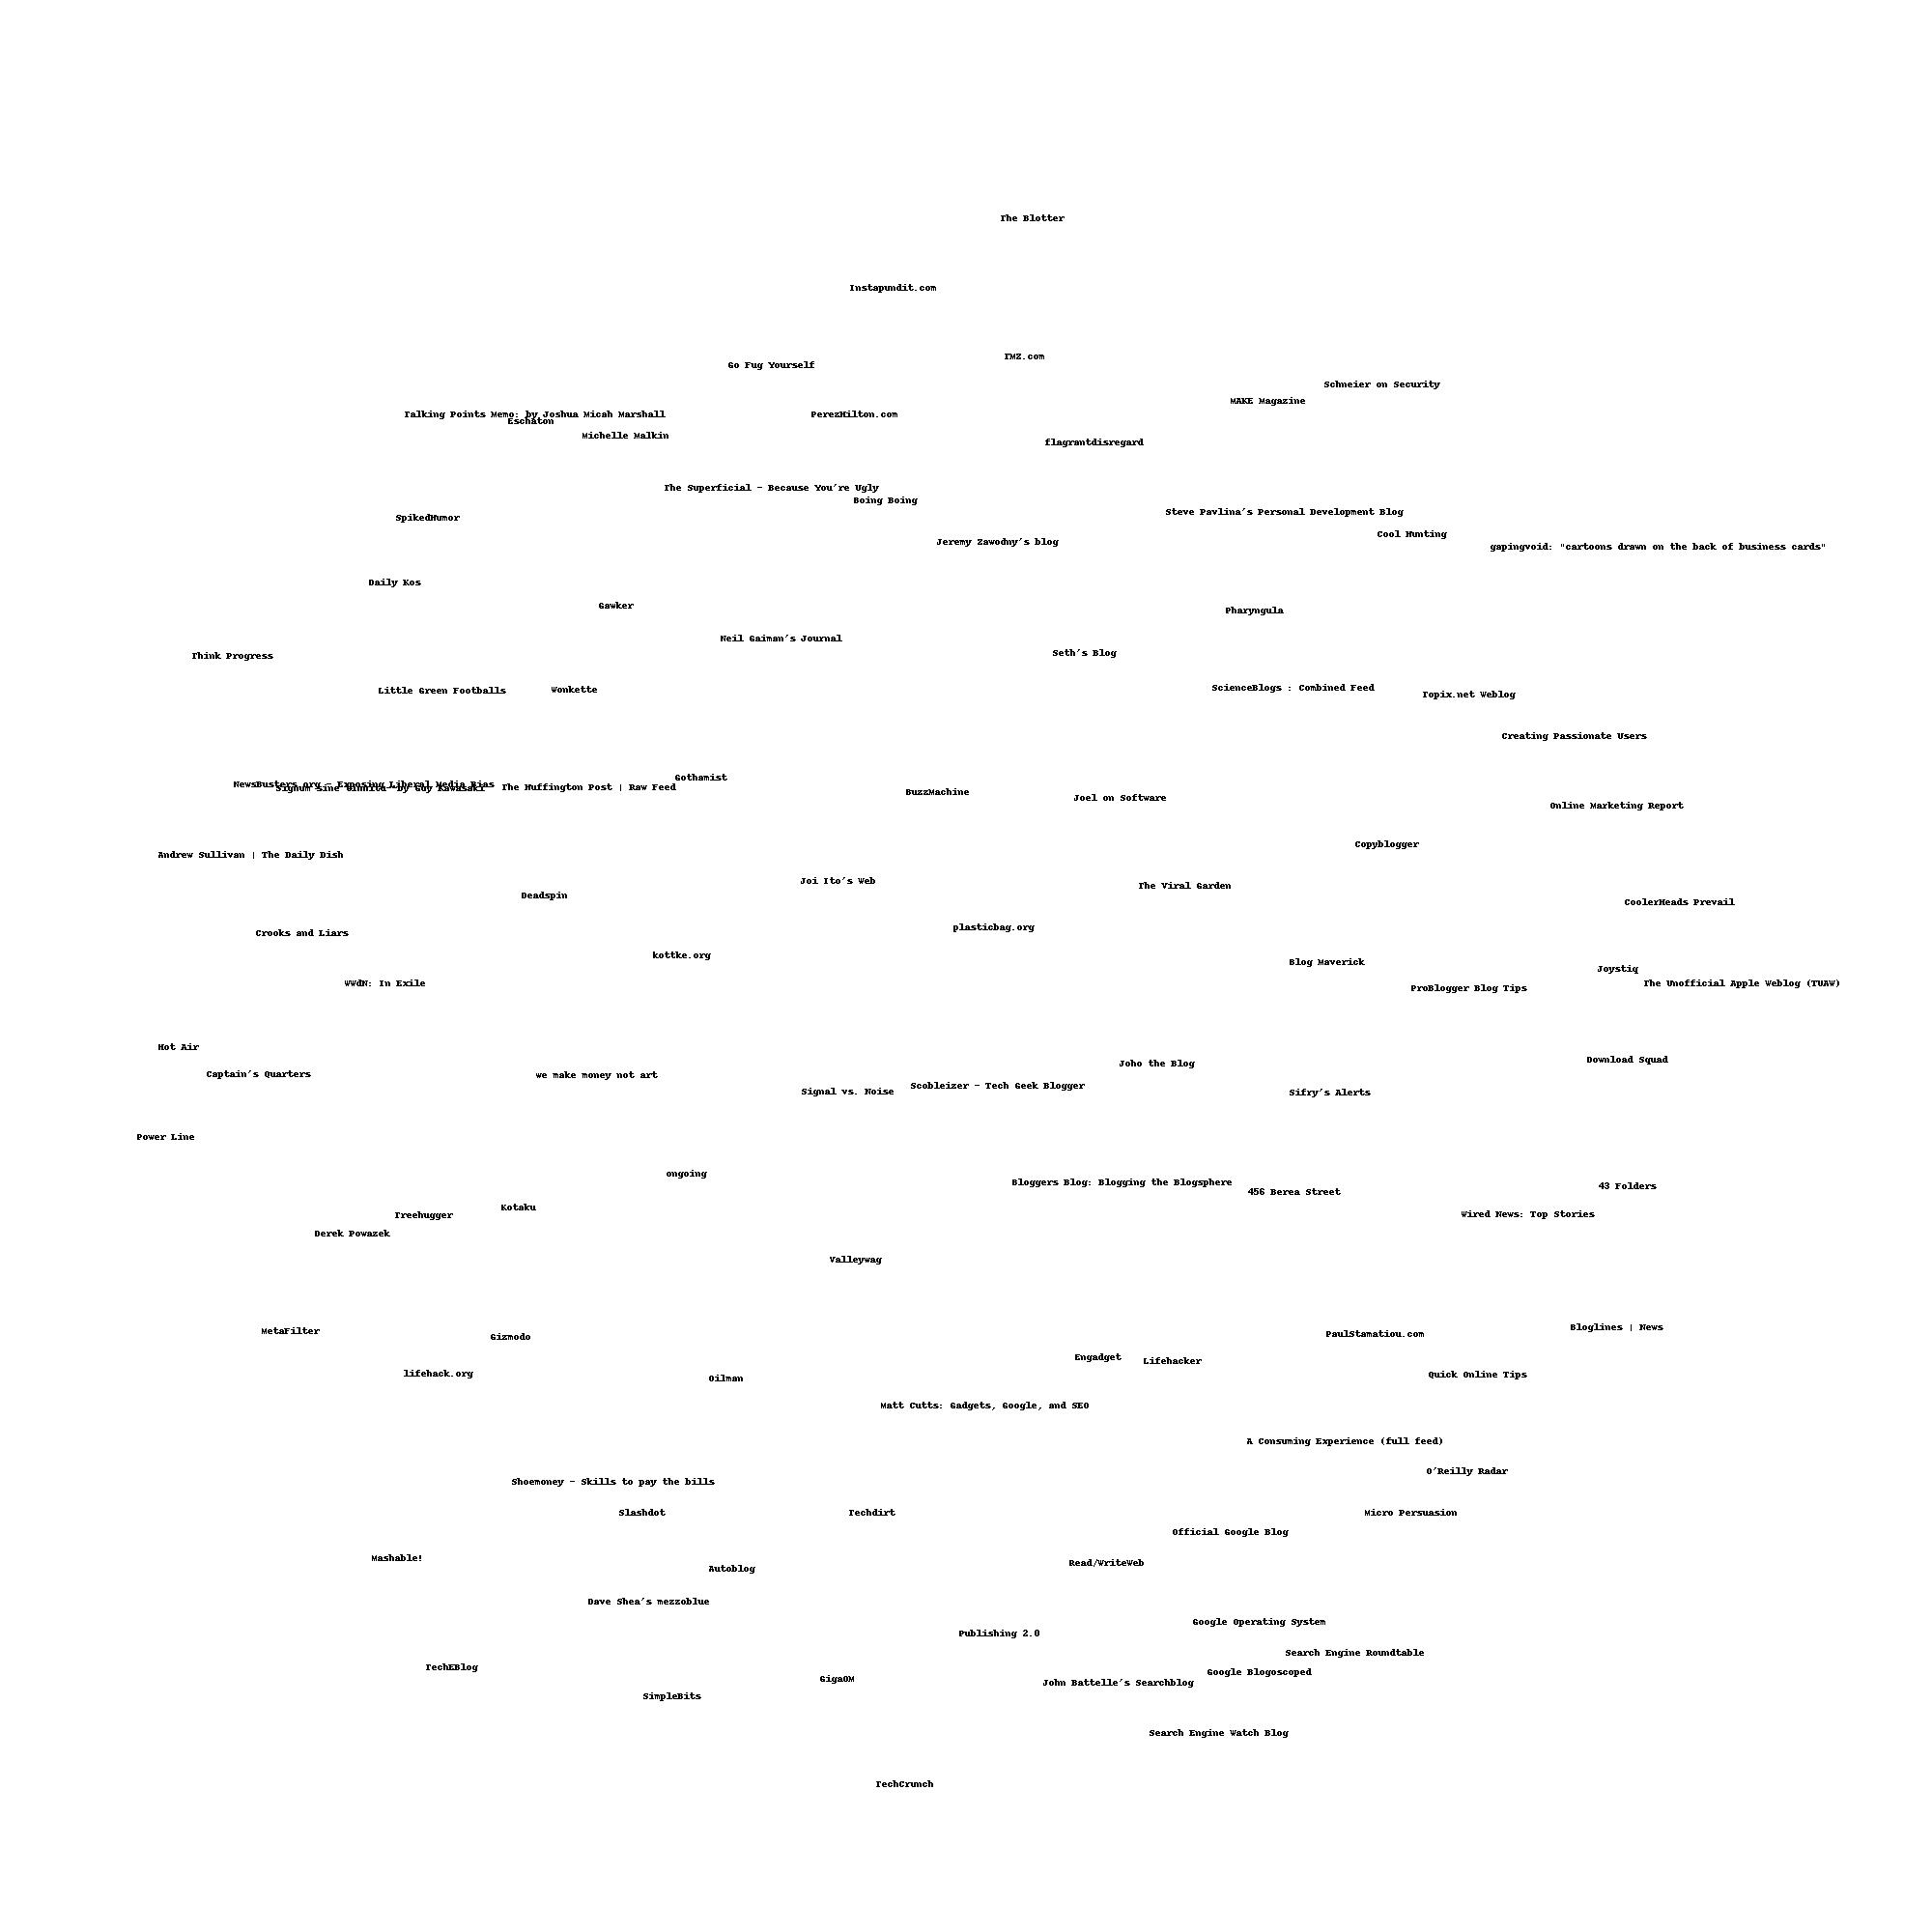 The Blotter
Instapundit.com
TMZ.com
Go Fug Yourself
Schneier on Security
MAKE Magazine
Talking Points Memo: by Joshua Micah Marshall
PerezHilton.com
Eschaton
Michelle Malkin
flagrantdisregard
The Superficial - Because You're Ugly
Boing Boing
Steve Pavlina's Personal Development Blog
SpikedHumor
Cool Hunting
Jeremy Zawodny's blog
gapingvoid: "cartoons drawn on the back of business cards"
Daily Kos
Gawker
Pharyngula
Neil Gaiman's Journal
Seth's Blog
Think Progress
ScienceBlogs : Combined Feed
Little Green Footballs
Wonkette
Topix.net Weblog
Creating Passionate Users
Gothamist
NewsBusters.org - Exposing Liberal Media Bias
Signum sine tinnitu--by Guy Kawasaki
The Huffington Post | Raw Feed
BuzzMachine
Joel on Software
Online Marketing Report
Copyblogger
Andrew Sullivan | The Daily Dish
Joi Ito's Web
The Viral Garden
Deadspin
CoolerHeads Prevail
plasticbag.org
Crooks and Liars
kottke.org
Blog Maverick
Joystiq
WWdN: In Exile
The Unofficial Apple Weblog (TUAW)
ProBlogger Blog Tips
Hot Air
Download Squad
Joho the Blog
Captain's Quarters
we make money not art
Scobleizer - Tech Geek Blogger
Signal vs. Noise
Sifry's Alerts
Power Line
ongoing
Bloggers Blog: Blogging the Blogsphere
43 Folders
456 Berea Street
Kotaku
Wired News: Top Stories
Treehugger
Derek Powazek
Valleywag
Bloglines | News
MetaFilter
PaulStamatiou.com
Gizmodo
Engadget
Lifehacker
lifehack.org
Quick Online Tips
Oilman
Matt Cutts: Gadgets, Google, and SEO
A Consuming Experience (full feed)
O'Reilly Radar
Shoemoney - Skills to pay the bills
Slashdot
Techdirt
Micro Persuasion
Official Google Blog
Mashable!
Read/WriteWeb
Autoblog
Dave Shea's mezzoblue
Google Operating System
Publishing 2.0
Search Engine Roundtable
TechEBlog
Google Blogoscoped
GigaOM
John Battelle's Searchblog
SimpleBits
Search Engine Watch Blog
TechCrunch